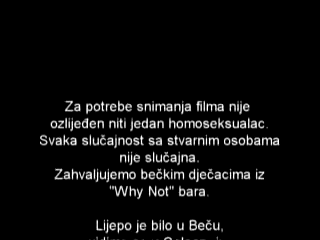 Za potrebe snimanja filma nije
ozlijeđen niti jedan homoseksualac.
Svaka slučajnost sa stvarnim osobama
nije slučajna.
Zahvaljujemo bečkim dječacima iz
"Why Not" bara.
Lijepo je bilo u Beču,